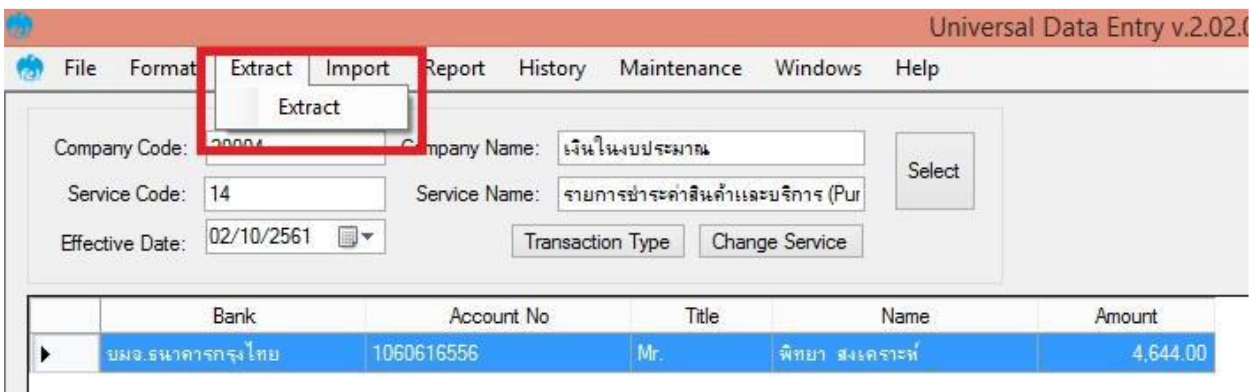 Universal Data Entry v.2.02.
File Format Extract Import Report History Maintenance Windows Help
Extract
Company Code: Company Name: เงินในงบประมาณ
Select
Service Code: 14 Service Name: รายการชำระค่าสินค้าและบริการ (Pur
Effective Date: 02/10/2561 Transaction Type Change Service
Bank Account No Title Name Amount
บมจ.ธนาคารกรุงไทย 1060616556 Mr. พิทยา สงเคราะห์ 4,644.00